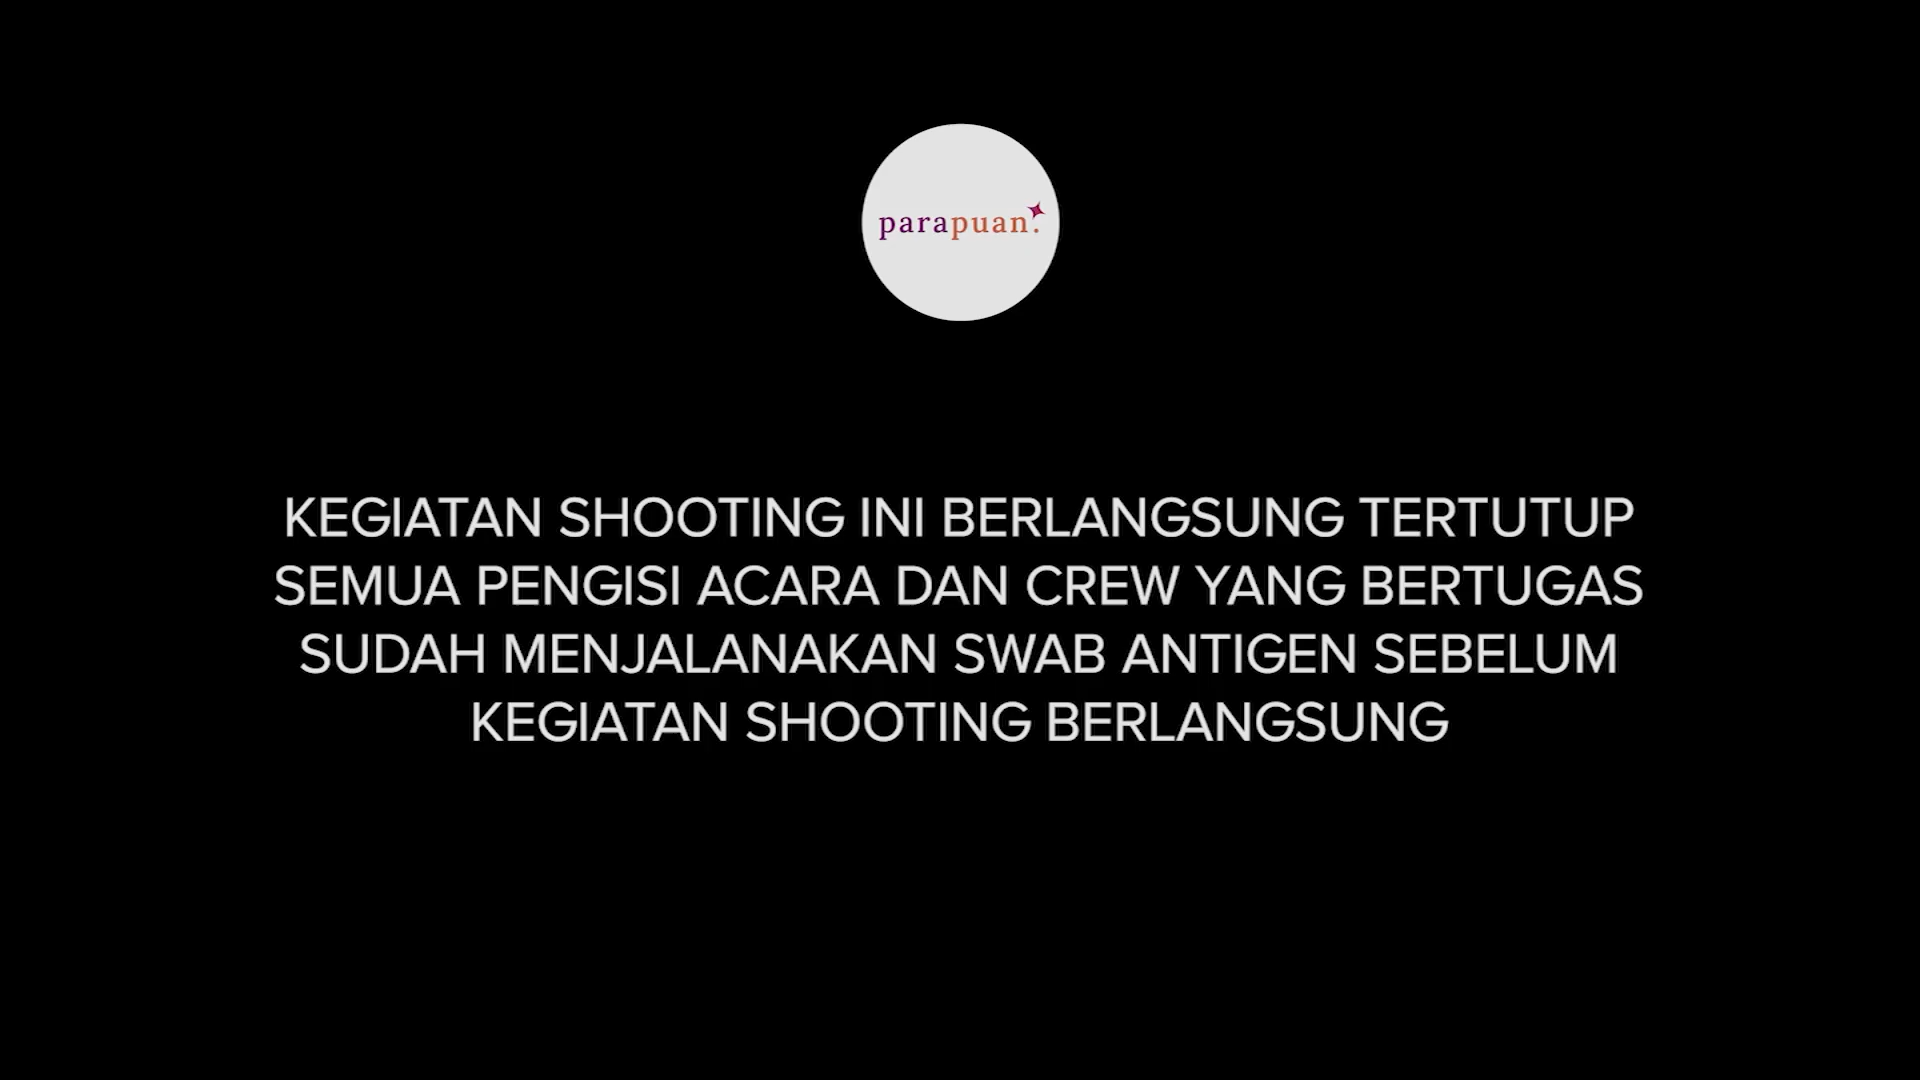 parapuan.
KEGIATAN SHOOTING INI BERLANGSUNG TERTUTUP
SEMUA PENGISI ACARA DAN CREW YANG BERTUGAS
SUDAH MENJALANAKAN SWAB ANTIGEN SEBELUM
KEGIATAN SHOOTING BERLANGSUNG